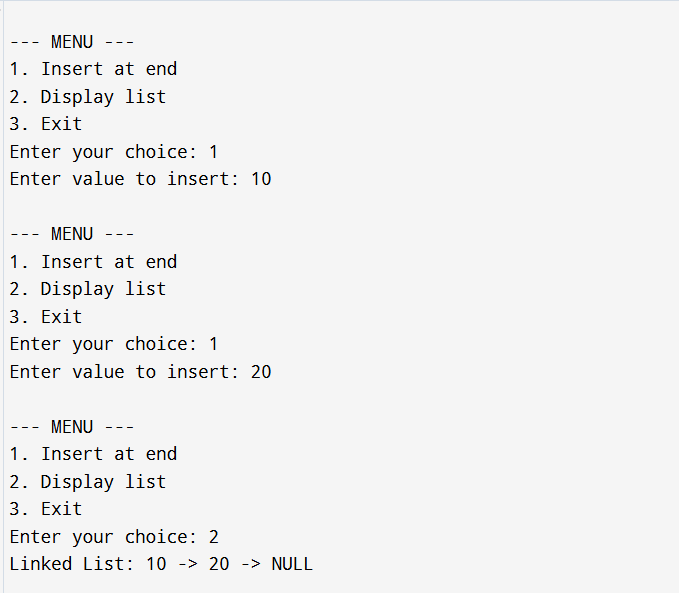 --- MENU ---
1. Insert at end
2. Display list
3. Exit
Enter your choice: 1
Enter value to insert: 10
--- MENU ---
1. Insert at end
2. Display list
3. Exit
Enter your choice: 1
Enter value to insert: 20
--- MENU ---
1. Insert at end
2. Display list
3. Exit
Enter your choice: 2
Linked List: 10 -> 20 -> NULL